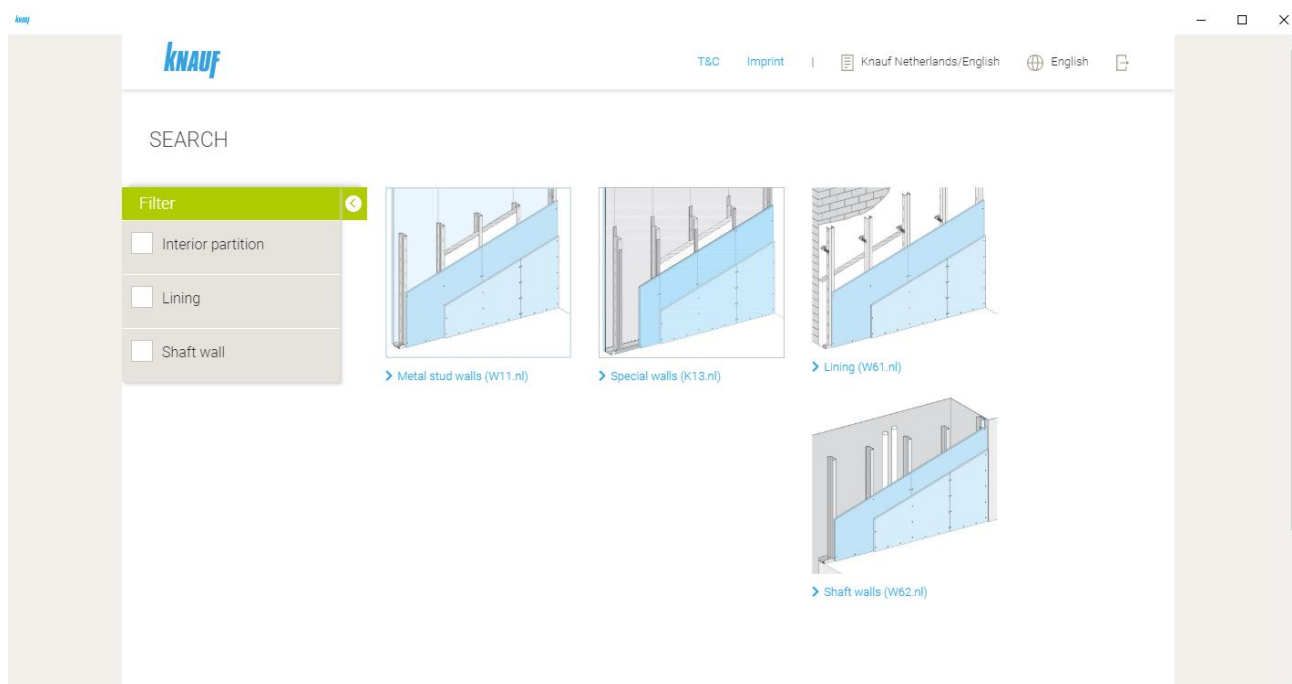 knauf
KNAUF
T&C Imprint | Knauf Netherlands/English English
SEARCH
Filter
Interior partition
Lining
Shaft wall
Metal stud walls (W11.nl)
Special walls (K13.nl)
Lining (W61.nl)
Shaft walls (W62.nl)